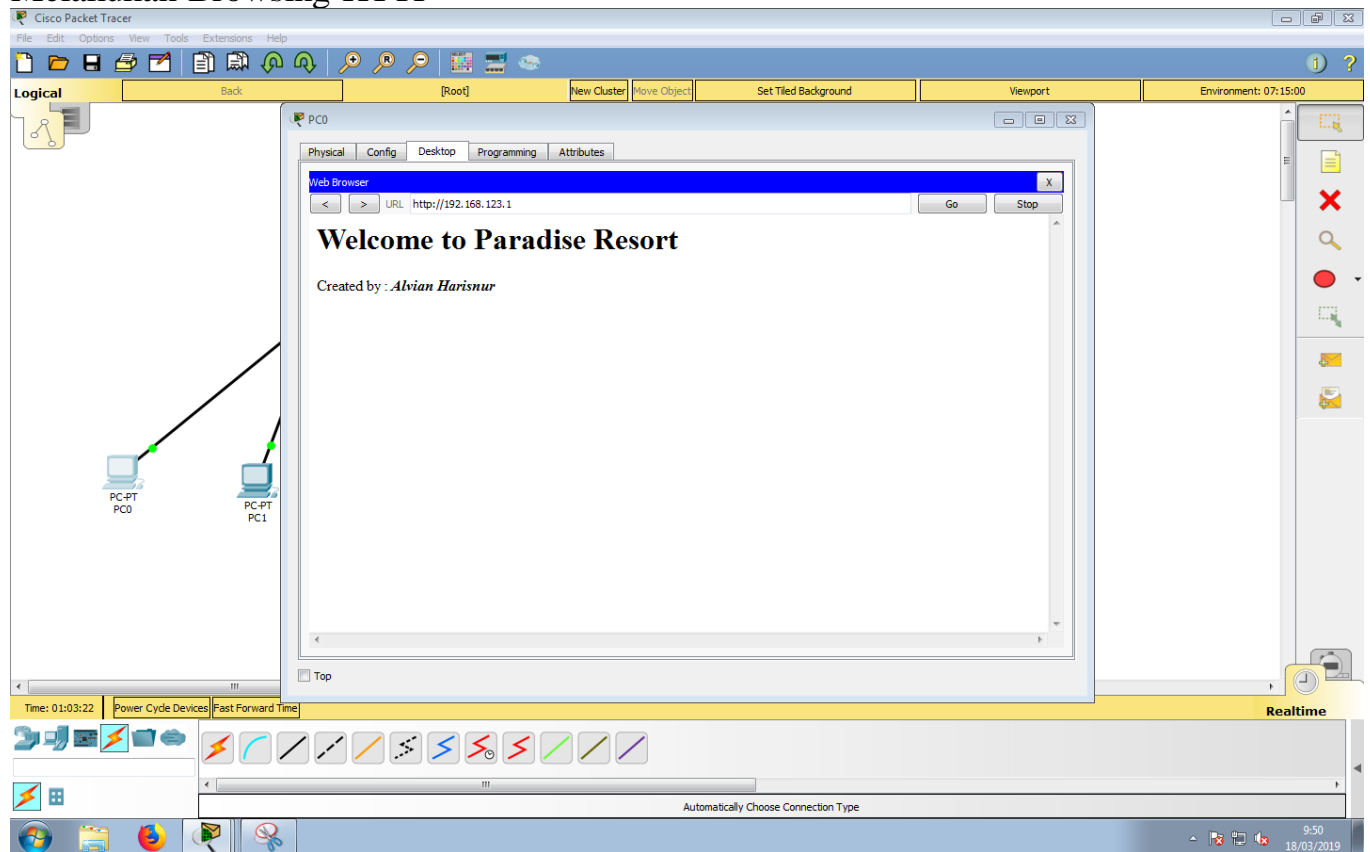 Cisco Packet Tracer
File Edit Options View Tools Extensions Help
Logical Back [Root] New Cluster Move Object Set Tiled Background Viewport Environment: 07:15:00
PC0
Physical Config Desktop Programming Attributes
Web Browser X
< > URL http://192.168.123.1 Go Stop
Welcome to Paradise Resort
Created by : Alvian Harisnur
PC-PT
PC0
PC-PT
PC1
Top
Time: 01:03:22 Power Cycle Devices Fast Forward Time Realtime
Automatically Choose Connection Type
9:50
18/03/2019